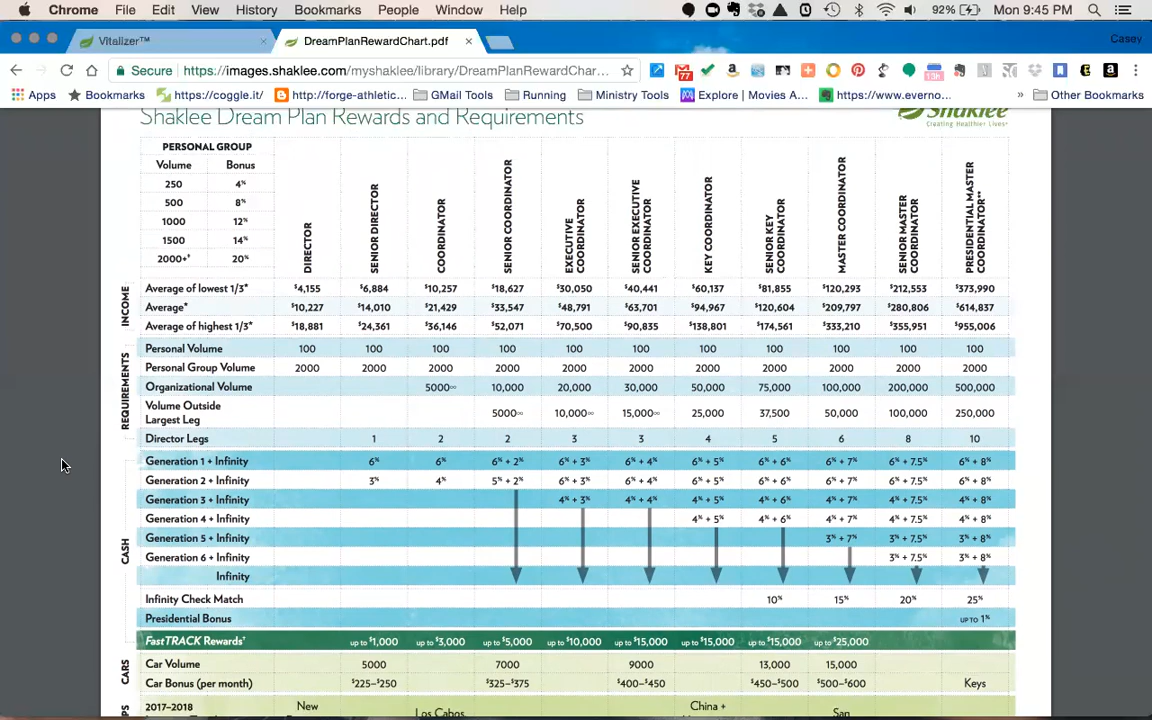 Chrome File Edit View History Bookmarks People Window Help 92% Mon 9:45 PM
Vitalizer™ × DreamPlanRewardChart.pdf × Casey
Secure https://images.shaklee.com/myshaklee/library/DreamPlanRewardChar...
Apps Bookmarks https://coggle.it/ http://forge-athletic... GMail Tools Running Ministry Tools Explore | Movies A... https://www.everno... » Other Bookmarks
Shaklee Dream Plan Rewards and Requirements
Shaklee
Creating Healthier Lives®
PERSONAL GROUP
Volume Bonus
250 4%
500 8%
1000 12%
1500 14%
2000+† 20%
DIRECTOR
SENIOR DIRECTOR
COORDINATOR
SENIOR COORDINATOR
EXECUTIVE COORDINATOR
SENIOR EXECUTIVE COORDINATOR
KEY COORDINATOR
SENIOR KEY COORDINATOR
MASTER COORDINATOR
SENIOR MASTER COORDINATOR
PRESIDENTIAL MASTER COORDINATOR**
INCOME
Average of lowest 1/3* $4,155 $6,884 $10,257 $18,627 $30,050 $40,441 $60,137 $81,855 $120,293 $212,553 $373,990
Average* $10,227 $14,010 $21,429 $33,547 $48,791 $63,701 $94,967 $120,604 $209,797 $280,806 $614,837
Average of highest 1/3* $18,881 $24,361 $36,146 $52,071 $70,500 $90,835 $138,801 $174,561 $333,210 $355,951 $955,006
REQUIREMENTS
Personal Volume 100 100 100 100 100 100 100 100 100 100 100
Personal Group Volume 2000 2000 2000 2000 2000 2000 2000 2000 2000 2000 2000
Organizational Volume 5000∞ 10,000 20,000 30,000 50,000 75,000 100,000 200,000 500,000
Volume Outside
Largest Leg 5000∞ 10,000∞ 15,000∞ 25,000 37,500 50,000 100,000 250,000
Director Legs 1 2 2 3 3 4 5 6 8 10
CASH
Generation 1 + Infinity 6% 6% 6% + 2% 6% + 3% 6% + 4% 6% + 5% 6% + 6% 6% + 7% 6% + 7.5% 6% + 8%
Generation 2 + Infinity 3% 4% 5% + 2% 6% + 3% 6% + 4% 6% + 5% 6% + 6% 6% + 7% 6% + 7.5% 6% + 8%
Generation 3 + Infinity 4% + 3% 4% + 4% 4% + 5% 4% + 6% 4% + 7% 4% + 7.5% 4% + 8%
Generation 4 + Infinity 4% + 5% 4% + 6% 4% + 7% 4% + 7.5% 4% + 8%
Generation 5 + Infinity 3% + 7% 3% + 7.5% 3% + 8%
Generation 6 + Infinity 3% + 7.5% 3% + 8%
Infinity
Infinity Check Match 10% 15% 20% 25%
Presidential Bonus UP TO 1%
FastTRACK Rewards† up to $1,000 up to $3,000 up to $5,000 up to $10,000 up to $15,000 up to $15,000 up to $15,000 up to $25,000
CARS
Car Volume 5000 7000 9000 13,000 15,000
Car Bonus (per month) $225–$250 $325–$375 $400–$450 $450–$500 $500–$600 Keys
2017–2018 New Los Cabos China + San